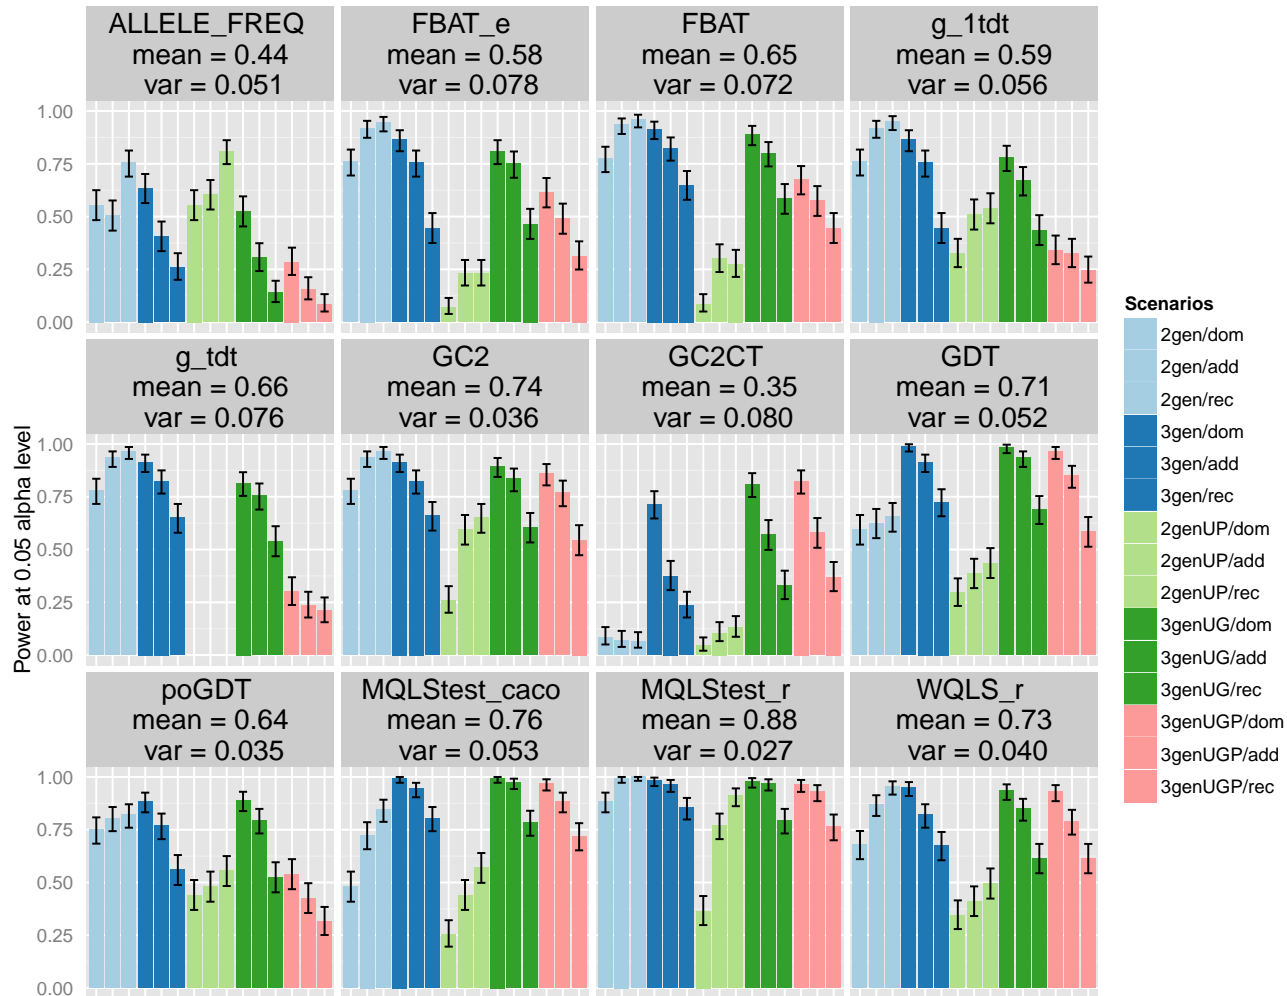 ALLELE_FREQ
mean = 0.44
var = 0.051
FBAT_e
mean = 0.58
var = 0.078
FBAT
mean = 0.65
var = 0.072
g_1tdt
mean = 0.59
var = 0.056
1.00
0.75
0.50
0.25
0.00
g_tdt
mean = 0.66
var = 0.076
GC2
mean = 0.74
var = 0.036
GC2CT
mean = 0.35
var = 0.080
GDT
mean = 0.71
var = 0.052
1.00
0.75
0.50
0.25
0.00
Power at 0.05 alpha level
poGDT
mean = 0.64
var = 0.035
MQLStest_caco
mean = 0.76
var = 0.053
MQLStest_r
mean = 0.88
var = 0.027
WQLS_r
mean = 0.73
var = 0.040
1.00
0.75
0.50
0.25
0.00
Scenarios
2gen/dom
2gen/add
2gen/rec
3gen/dom
3gen/add
3gen/rec
2genUP/dom
2genUP/add
2genUP/rec
3genUG/dom
3genUG/add
3genUG/rec
3genUGP/dom
3genUGP/add
3genUGP/rec